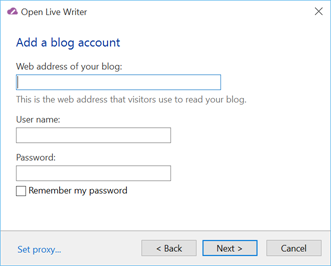 Open Live Writer
Add a blog account
Web address of your blog:
This is the web address that visitors use to read your blog.
User name:
Password:
Remember my password
Set proxy...
< Back
Next >
Cancel